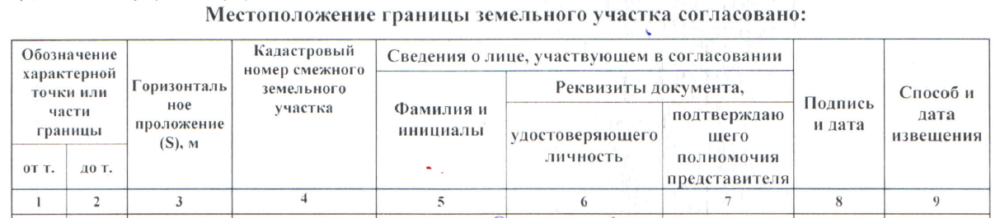 Местоположение границы земельного участка согласовано:
Обозначение
характерной
точки или
части
границы
от т.
до т.
Горизонталь
ное
проложение
(S), м
Кадастровый
номер смежного
земельного
участка
Сведения о лице, участвующем в согласовании
Фамилия и
инициалы
Реквизиты документа,
удостоверяющего
личность
подтверждаю
щего
полномочия
представителя
Подпись
и дата
Способ и
дата
извещения
1 2 3 4 5 6 7 8 9